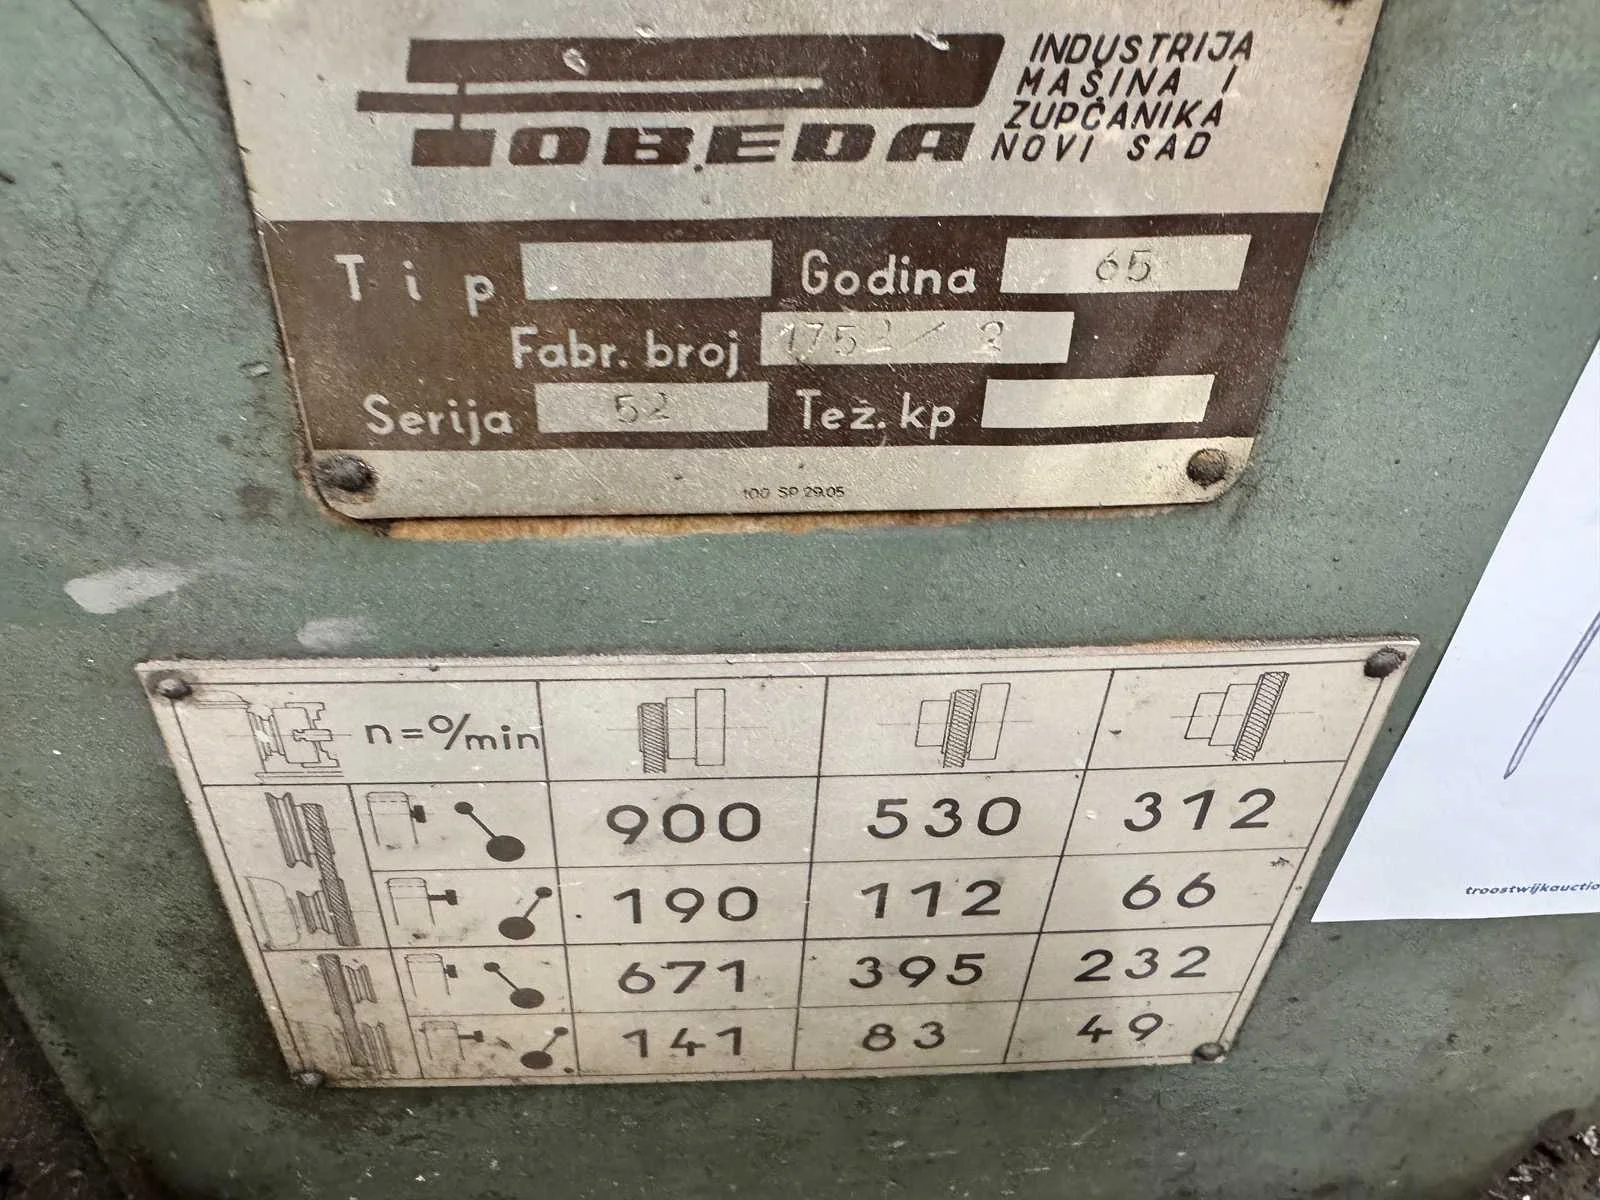 POBEDA
INDUSTRIJA
MAŠINA I
ZUPČANIKA
NOVI SAD
Tip
Godina 65
Fabr. broj
Serija 52 Tež. kp
100 SP 29.05
n=º/min
900 530 312
190 112 66
671 395 232
141 83 49
troostwijkauctio